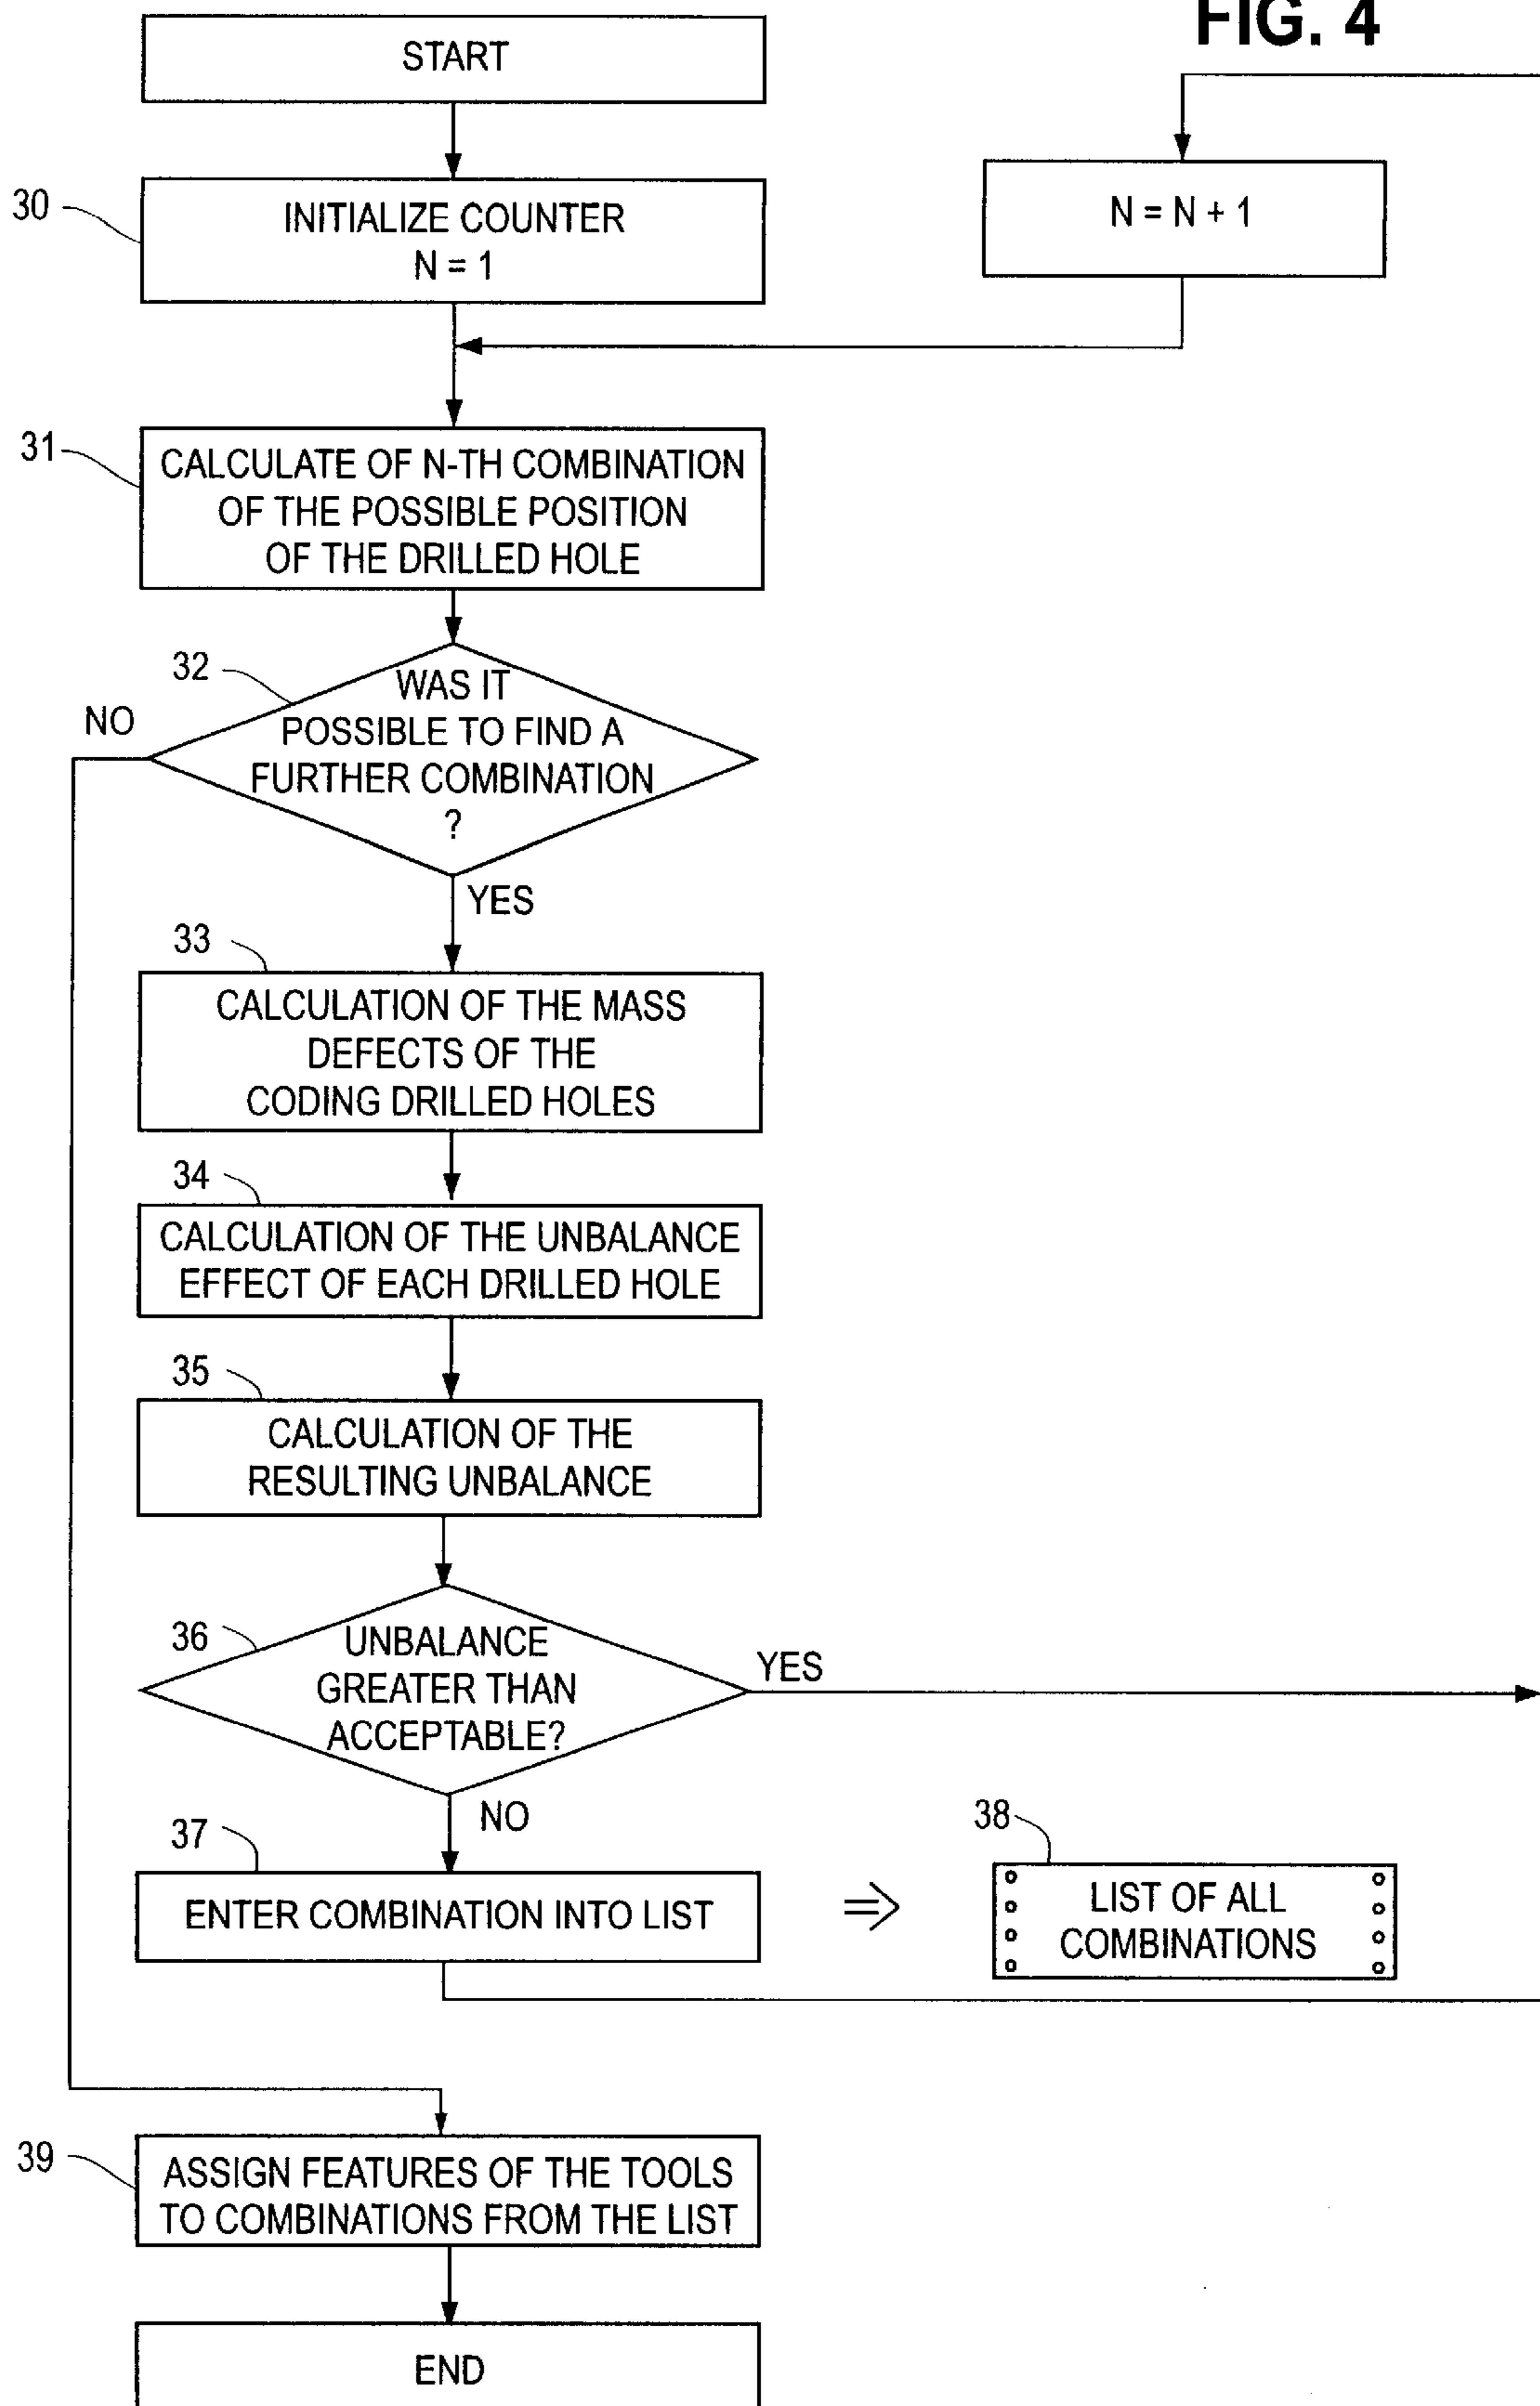 FIG. 4
START
30
INITIALIZE COUNTER
N = 1
N = N + 1
31
CALCULATE OF N-TH COMBINATION
OF THE POSSIBLE POSITION
OF THE DRILLED HOLE
32
NO
WAS IT
POSSIBLE TO FIND A
FURTHER COMBINATION
?
YES
33
CALCULATION OF THE MASS
DEFECTS OF THE
CODING DRILLED HOLES
34
CALCULATION OF THE UNBALANCE
EFFECT OF EACH DRILLED HOLE
35
CALCULATION OF THE
RESULTING UNBALANCE
36
UNBALANCE
GREATER THAN
ACCEPTABLE?
YES
NO
37
ENTER COMBINATION INTO LIST
⇒
38
LIST OF ALL
COMBINATIONS
39
ASSIGN FEATURES OF THE TOOLS
TO COMBINATIONS FROM THE LIST
END